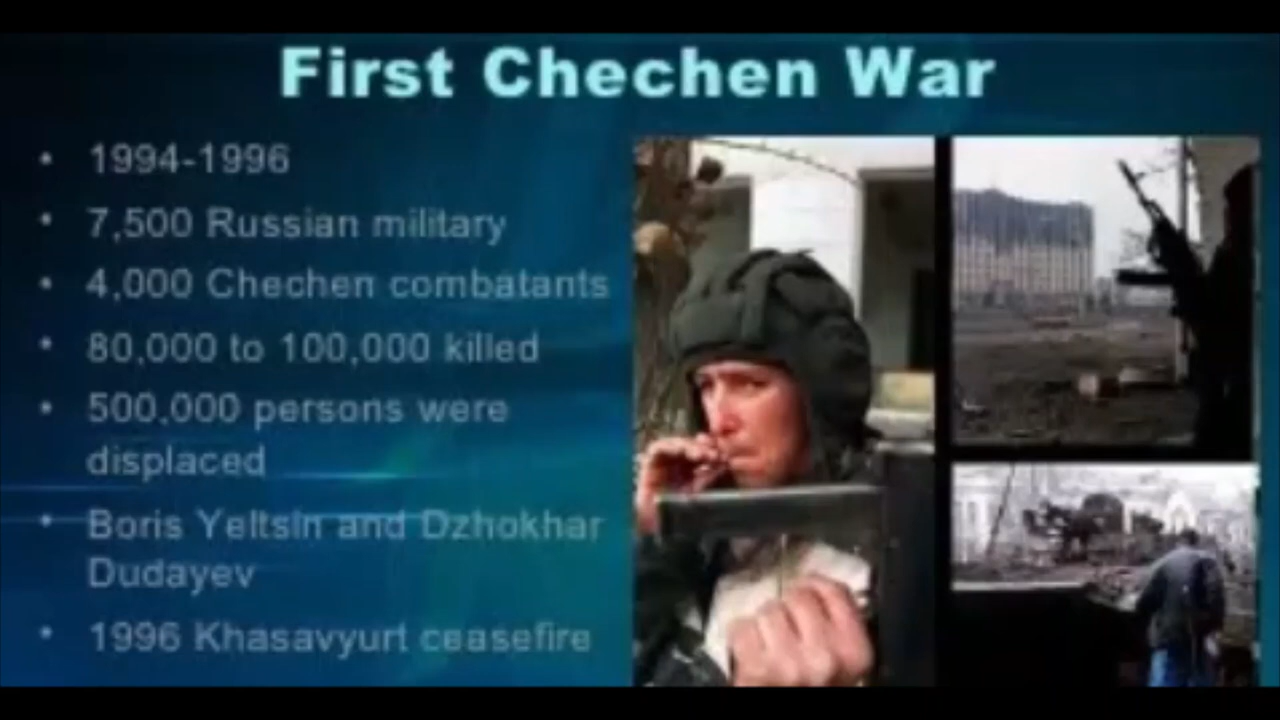 First Chechen War
• 1994-1996
• 7,500 Russian military
• 4,000 Chechen combatants
• 80,000 to 100,000 killed
• 500,000 persons were
displaced
• Boris Yeltsin and Dzhokhar
Dudayev
• 1996 Khasavyurt ceasefire